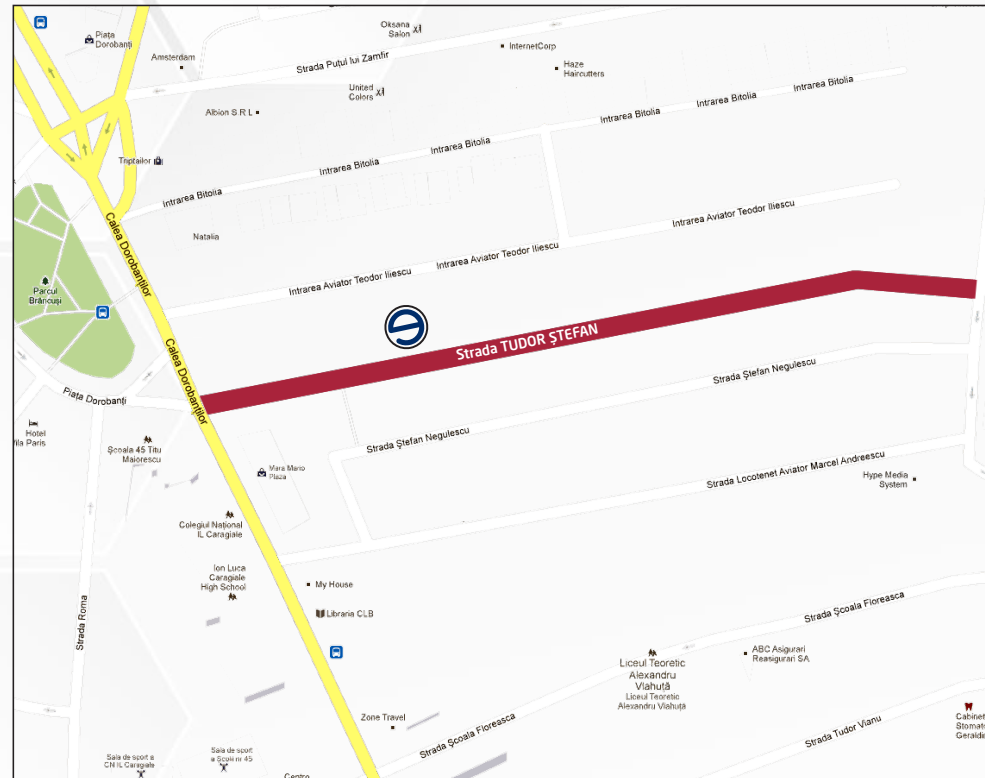 Oksana
Salon
Piața
Dorobanți
InternetCorp
Amsterdam
Strada Puțul lui Zamfir
Haze
Haircutters
United
Colors
Intrarea Bitolia
Albion S R L
Intrarea Bitolia
Intrarea Bitolia
Triptailor
Intrarea Bitolia
Intrarea Bitolia
Intrarea Aviator Teodor Iliescu
Natalia
Calea Dorobanților
Intrarea Aviator Teodor Iliescu
Intrarea Aviator Teodor Iliescu
Parcul
Brâncuși
Strada TUDOR ȘTEFAN
Calea Dorobanților
Strada Ștefan Negulescu
Piața Dorobanți
Hotel
Vila Paris
Școala 45 Titu
Maiorescu
Strada Ștefan Negulescu
Mara Mario
Plaza
Strada Locotenet Aviator Marcel Andreescu
Hype Media
System
Colegiul Național
IL Caragiale
Ion Luca
Caragiale
High School
My House
Libraria CLB
Strada Roma
Strada Școala Floreasca
ABC Asigurari
Reasigurari SA
Liceul Teoretic
Alexandru
Vlahuță
Liceul Teoretic
Alexandru Vlahuță
Zone Travel
Strada Școala Floreasca
Strada Tudor Vianu
Cabinet
Stomato
Geraldin
Sala de sport a
CN IL Caragiale
Sala de sport
a Școlii nr 45
Centro